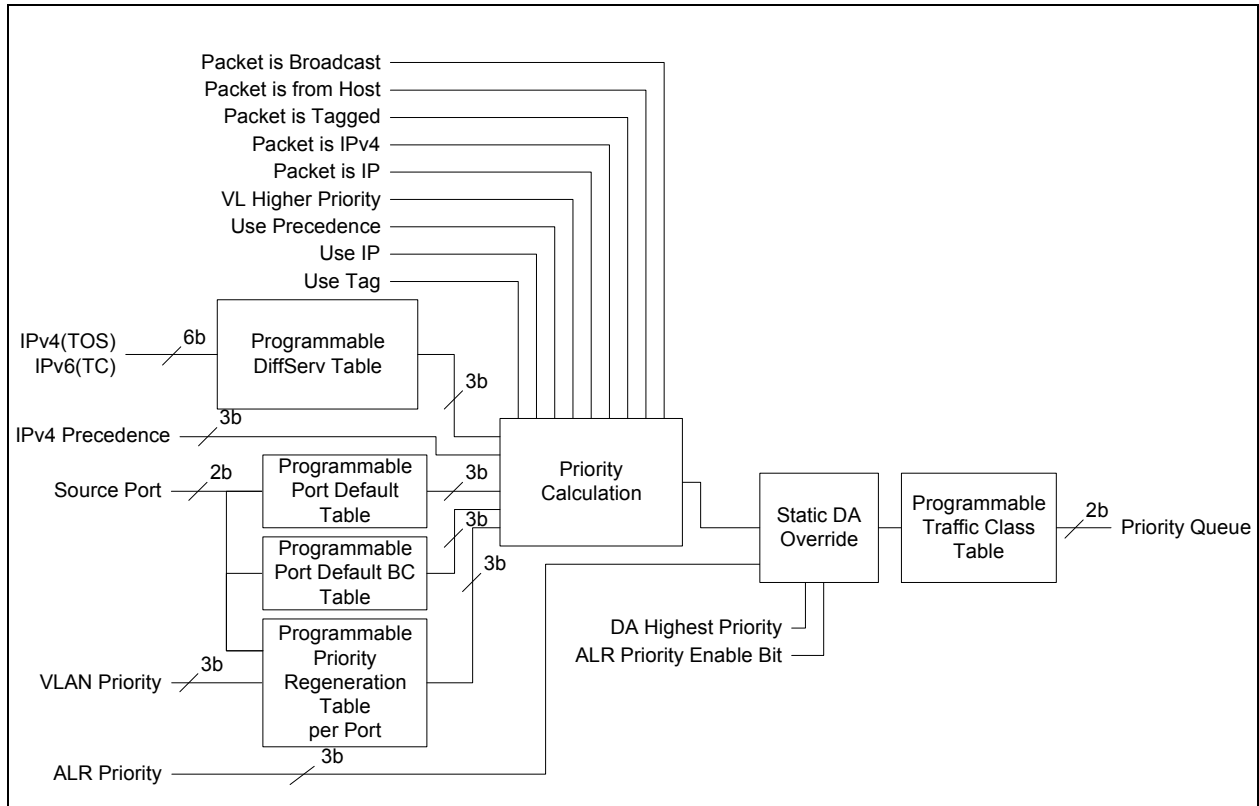 Packet is Broadcast
Packet is from Host
Packet is Tagged
Packet is IPv4
Packet is IP
VL Higher Priority
Use Precedence
Use IP
Use Tag
IPv4(TOS)
IPv6(TC)
6b
Programmable
DiffServ Table
3b
IPv4 Precedence
3b
Source Port
2b
Programmable
Port Default
Table
3b
Programmable
Port Default BC
Table
3b
VLAN Priority
3b
Programmable
Priority
Regeneration
Table
per Port
3b
ALR Priority
3b
Priority
Calculation
Static DA
Override
DA Highest Priority
ALR Priority Enable Bit
Programmable
Traffic Class
Table
2b
Priority Queue